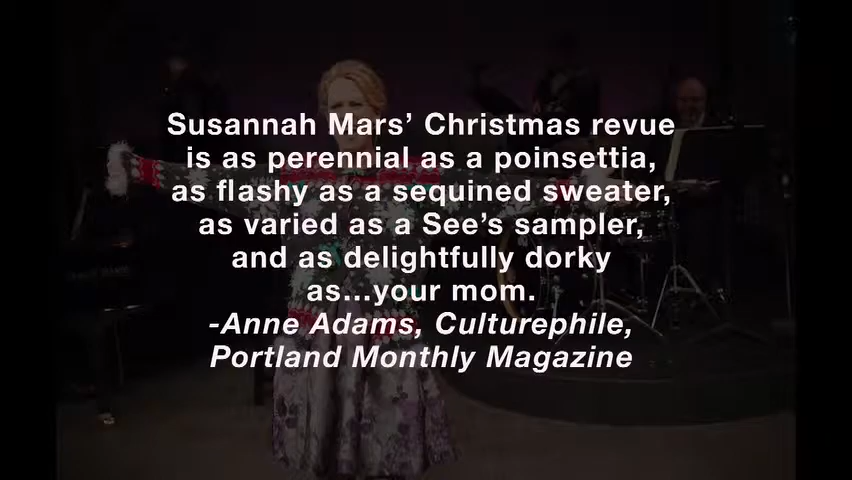 Susannah Mars’ Christmas revue
is as perennial as a poinsettia,
as flashy as a sequined sweater,
as varied as a See’s sampler,
and as delightfully dorky
as...your mom.
-Anne Adams, Culturephile,
Portland Monthly Magazine